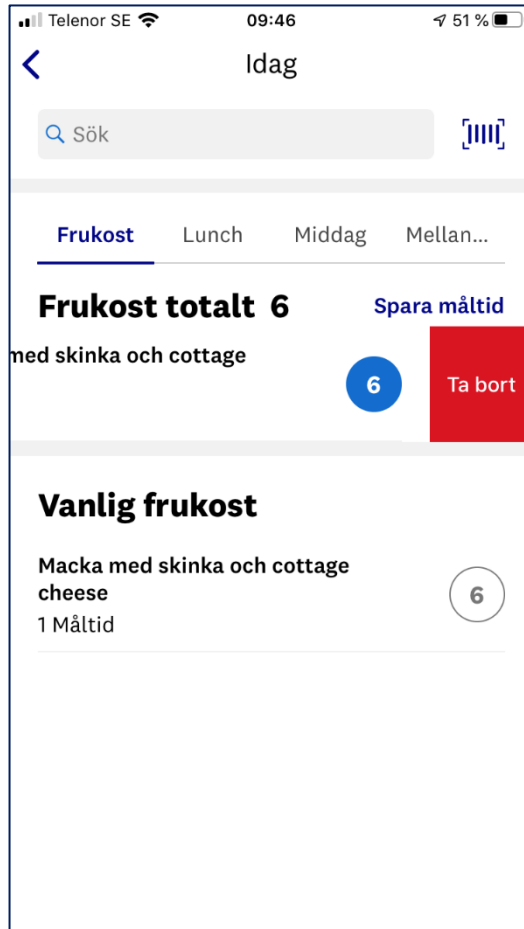 Telenor SE 09:46 51 %
Idag
Sök
Frukost Lunch Middag Mellan...
Frukost totalt 6 Spara måltid
med skinka och cottage
6 Ta bort
Vanlig frukost
Macka med skinka och cottage
cheese
6
1 Måltid